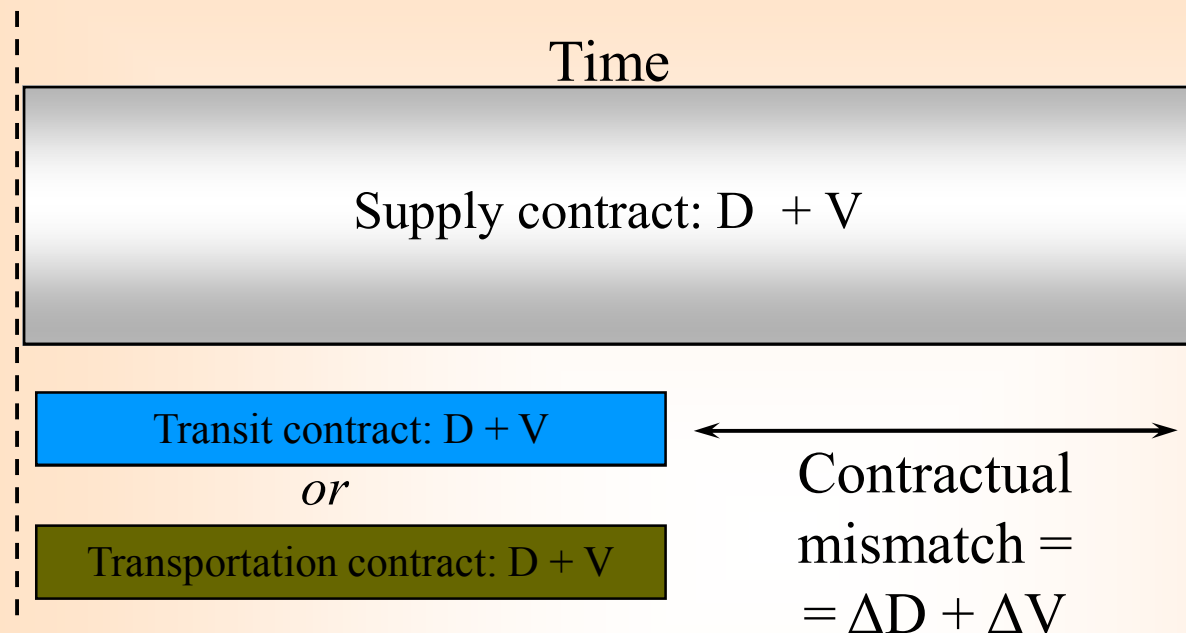 Time
Supply contract: D + V
Transit contract: D + V
or
Transportation contract: D + V
Contractual
mismatch =
= ΔD + ΔV